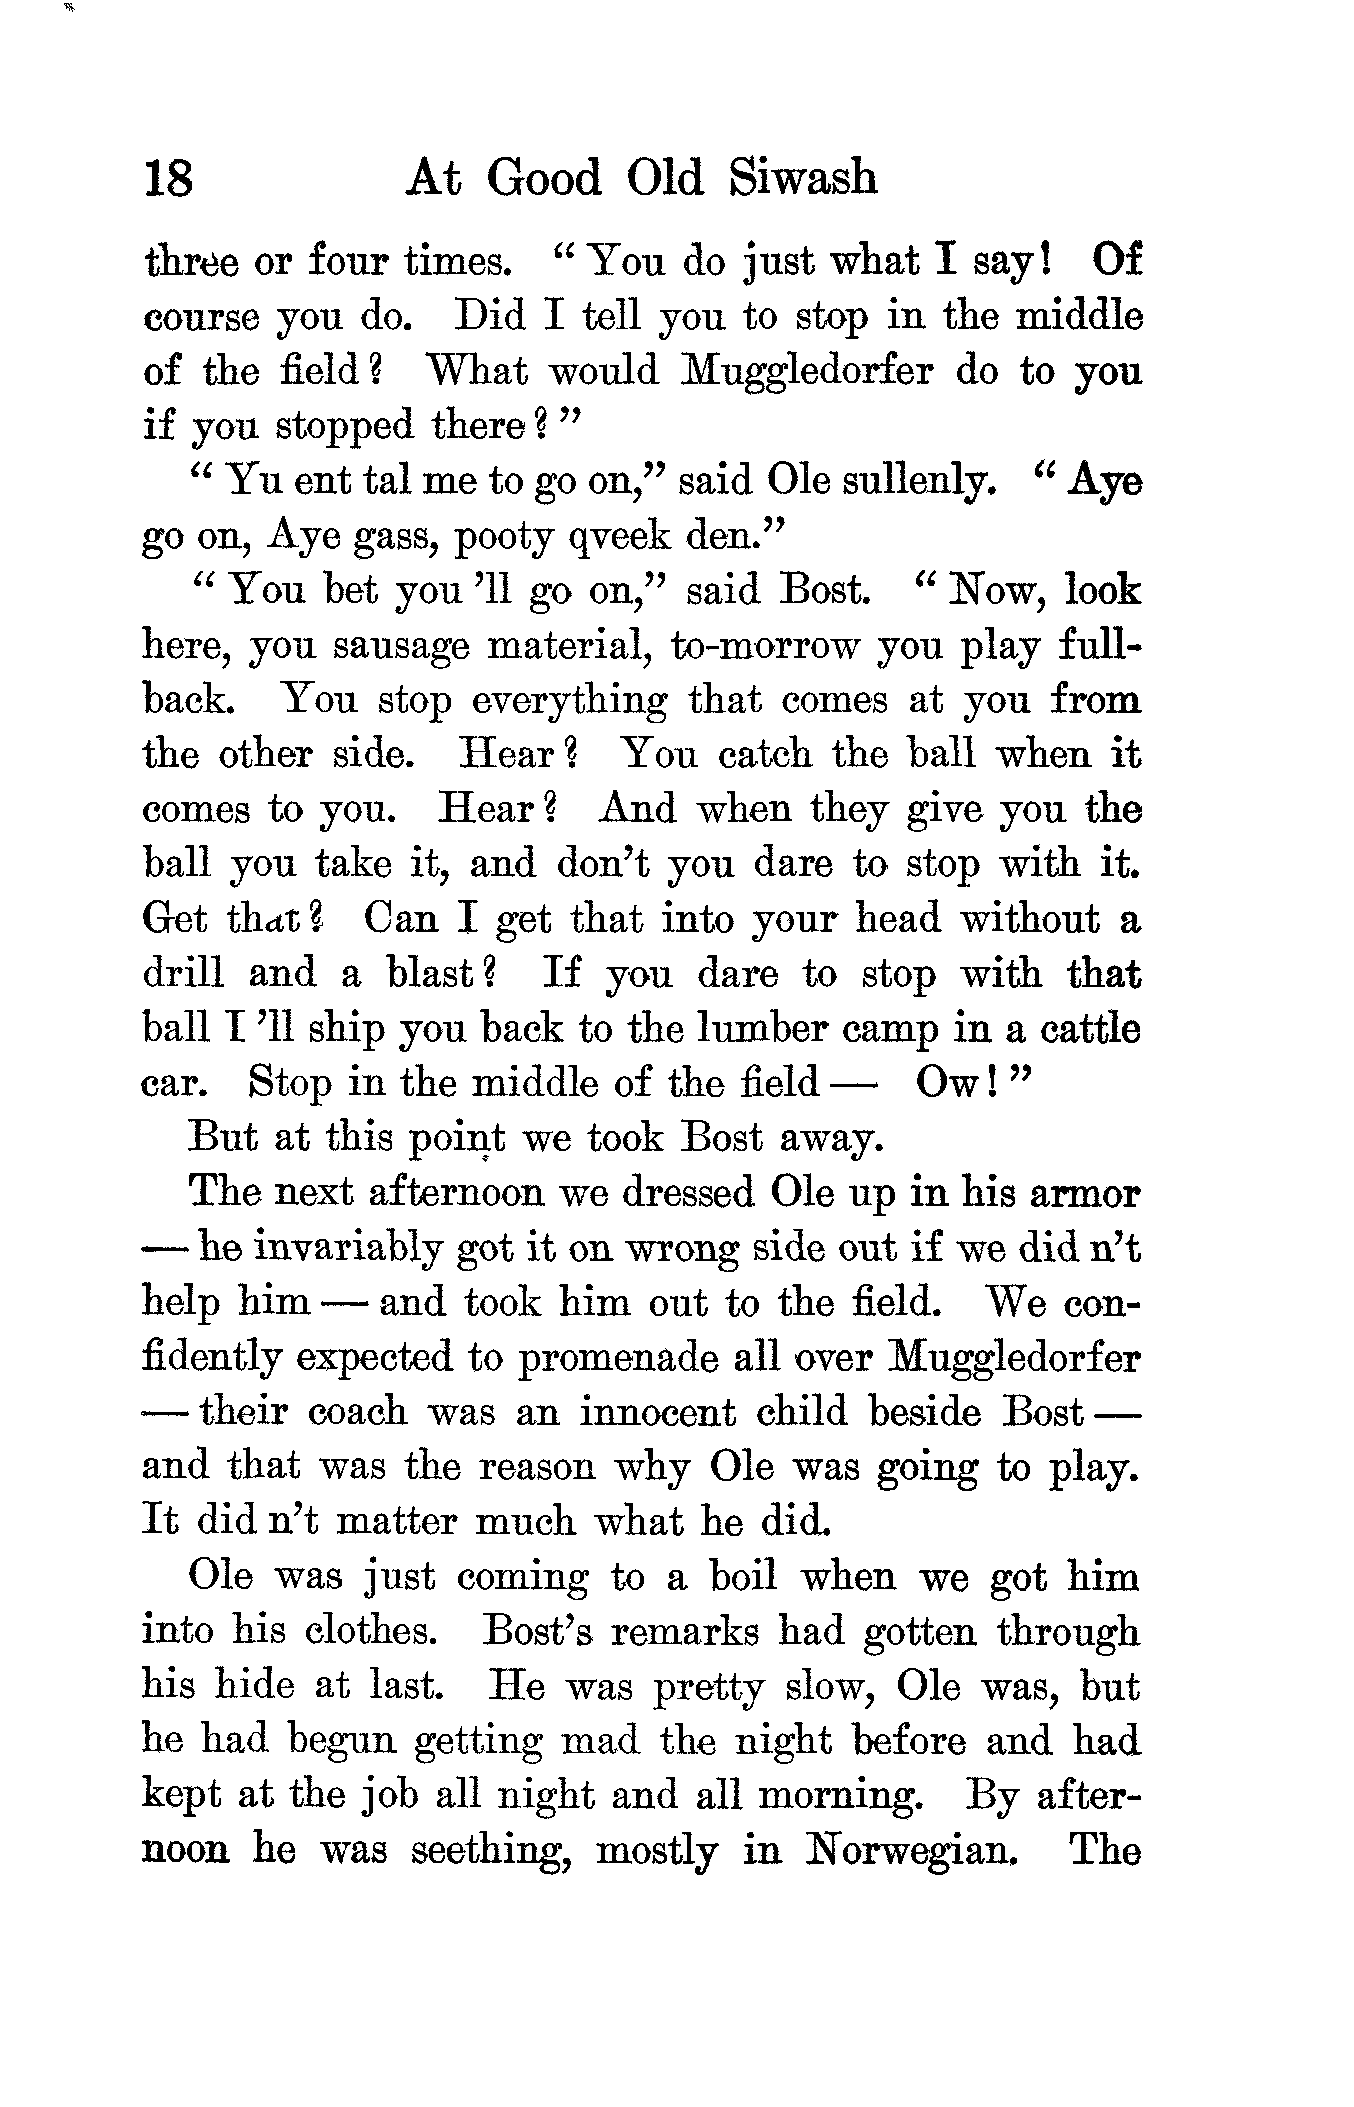 18 At Good Old Siwash
three or four times. "You do just what I say! Of
course you do. Did I tell you to stop in the middle
of the field? What would Muggledorfer do to you
if you stopped there?"
"Yu ent tal me to go on," said Ole sullenly. "Aye
go on, Aye gass, pooty qveek den."
"You bet you'll go on," said Bost. "Now, look
here, you sausage material, to-morrow you play full-
back. You stop everything that comes at you from
the other side. Hear? You catch the ball when it
comes to you. Hear? And when they give you the
ball you take it, and don't you dare to stop with it.
Get that? Can I get that into your head without a
drill and a blast? If you dare to stop with that
ball I'll ship you back to the lumber camp in a cattle
car. Stop in the middle of the field — Ow!"
But at this point we took Bost away.
The next afternoon we dressed Ole up in his armor
— he invariably got it on wrong side out if we did n't
help him — and took him out to the field. We con-
fidently expected to promenade all over Muggledorfer
— their coach was an innocent child beside Bost —
and that was the reason why Ole was going to play.
It did n't matter much what he did.
Ole was just coming to a boil when we got him
into his clothes. Bost's remarks had gotten through
his hide at last. He was pretty slow, Ole was, but
he had begun getting mad the night before and had
kept at the job all night and all morning. By after-
noon he was seething, mostly in Norwegian. The